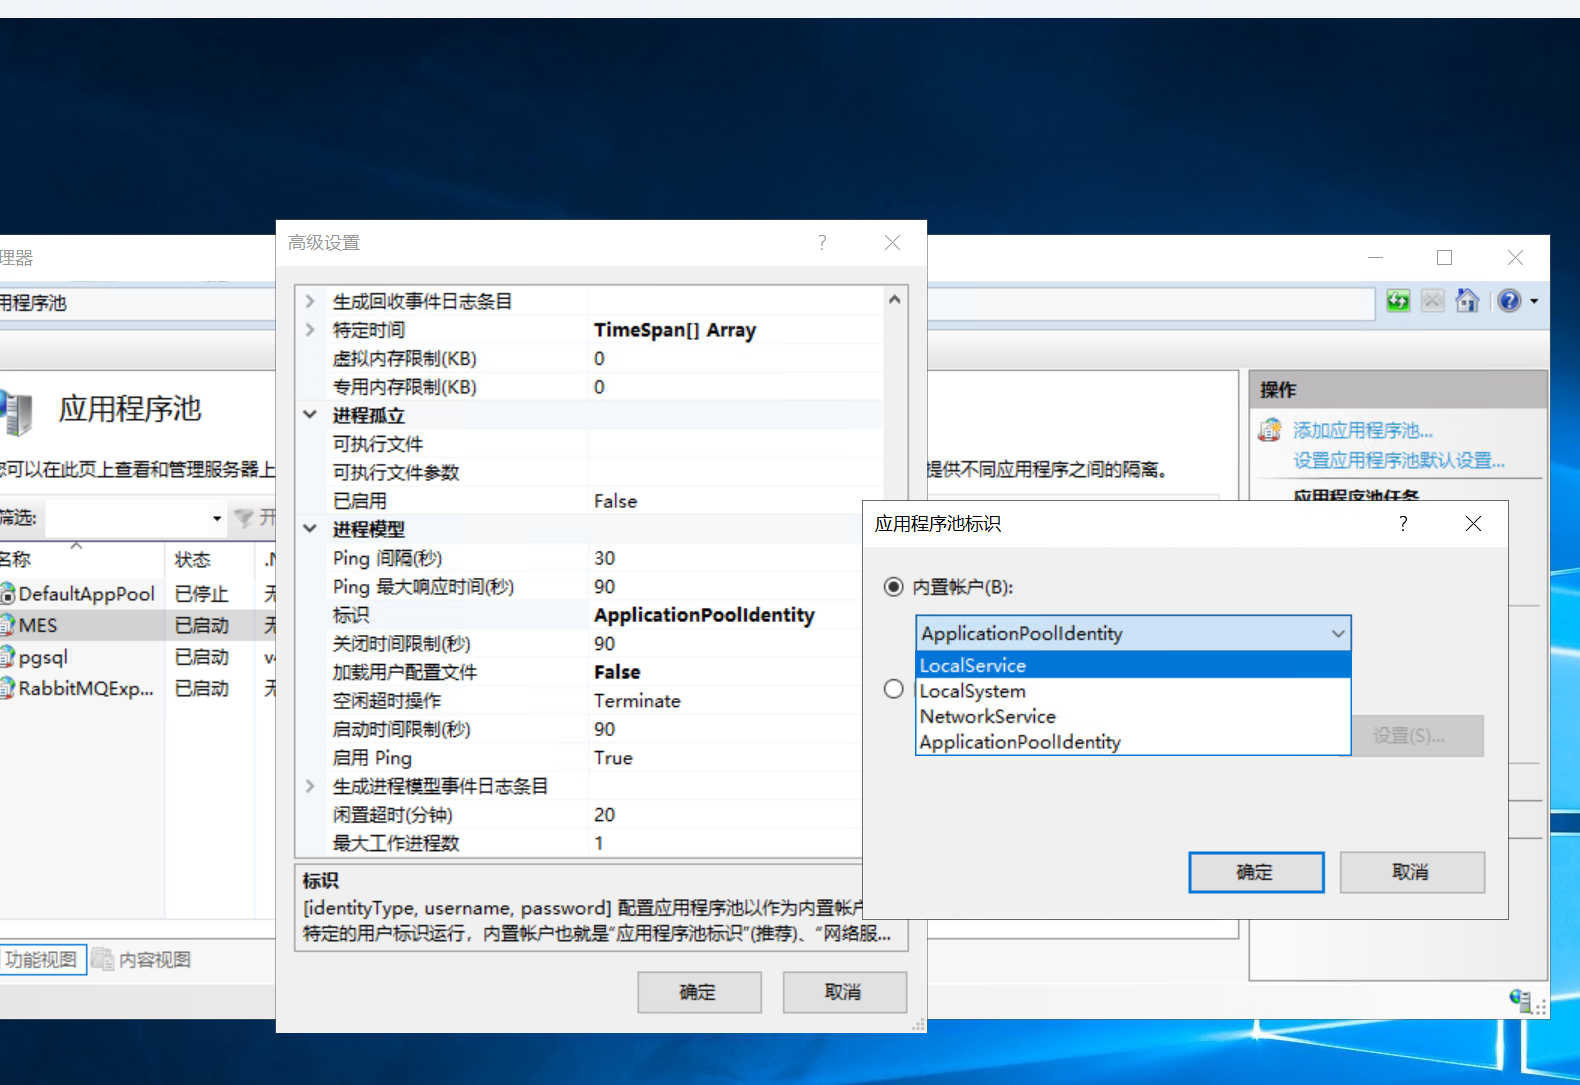 高级设置
理器
用程序池
应用程序池
您可以在此页上查看和管理服务器上
提供不同应用程序之间的隔离。
筛选:
开
名称
状态
DefaultAppPool 已停止 无
MES 已启动 无
pgsql 已启动 v4
RabbitMQExp... 已启动 无
功能视图 内容视图
生成回收事件日志条目
特定时间 TimeSpan[] Array
虚拟内存限制(KB) 0
专用内存限制(KB) 0
进程孤立
可执行文件
可执行文件参数
已启用 False
进程模型
Ping 间隔(秒) 30
Ping 最大响应时间(秒) 90
标识 ApplicationPoolIdentity
关闭时间限制(秒) 90
加载用户配置文件 False
空闲超时操作 Terminate
启动时间限制(秒) 90
启用 Ping True
生成进程模型事件日志条目
闲置超时(分钟) 20
最大工作进程数 1
标识
[identityType, username, password] 配置应用程序池以作为内置帐户
特定的用户标识运行，内置帐户也就是“应用程序池标识”(推荐)、“网络服...
确定 取消
操作
添加应用程序池...
设置应用程序池默认设置...
应用程序池任务
应用程序池标识
内置帐户(B):
ApplicationPoolIdentity
LocalService
LocalSystem
NetworkService
ApplicationPoolIdentity
设置(S)...
确定 取消